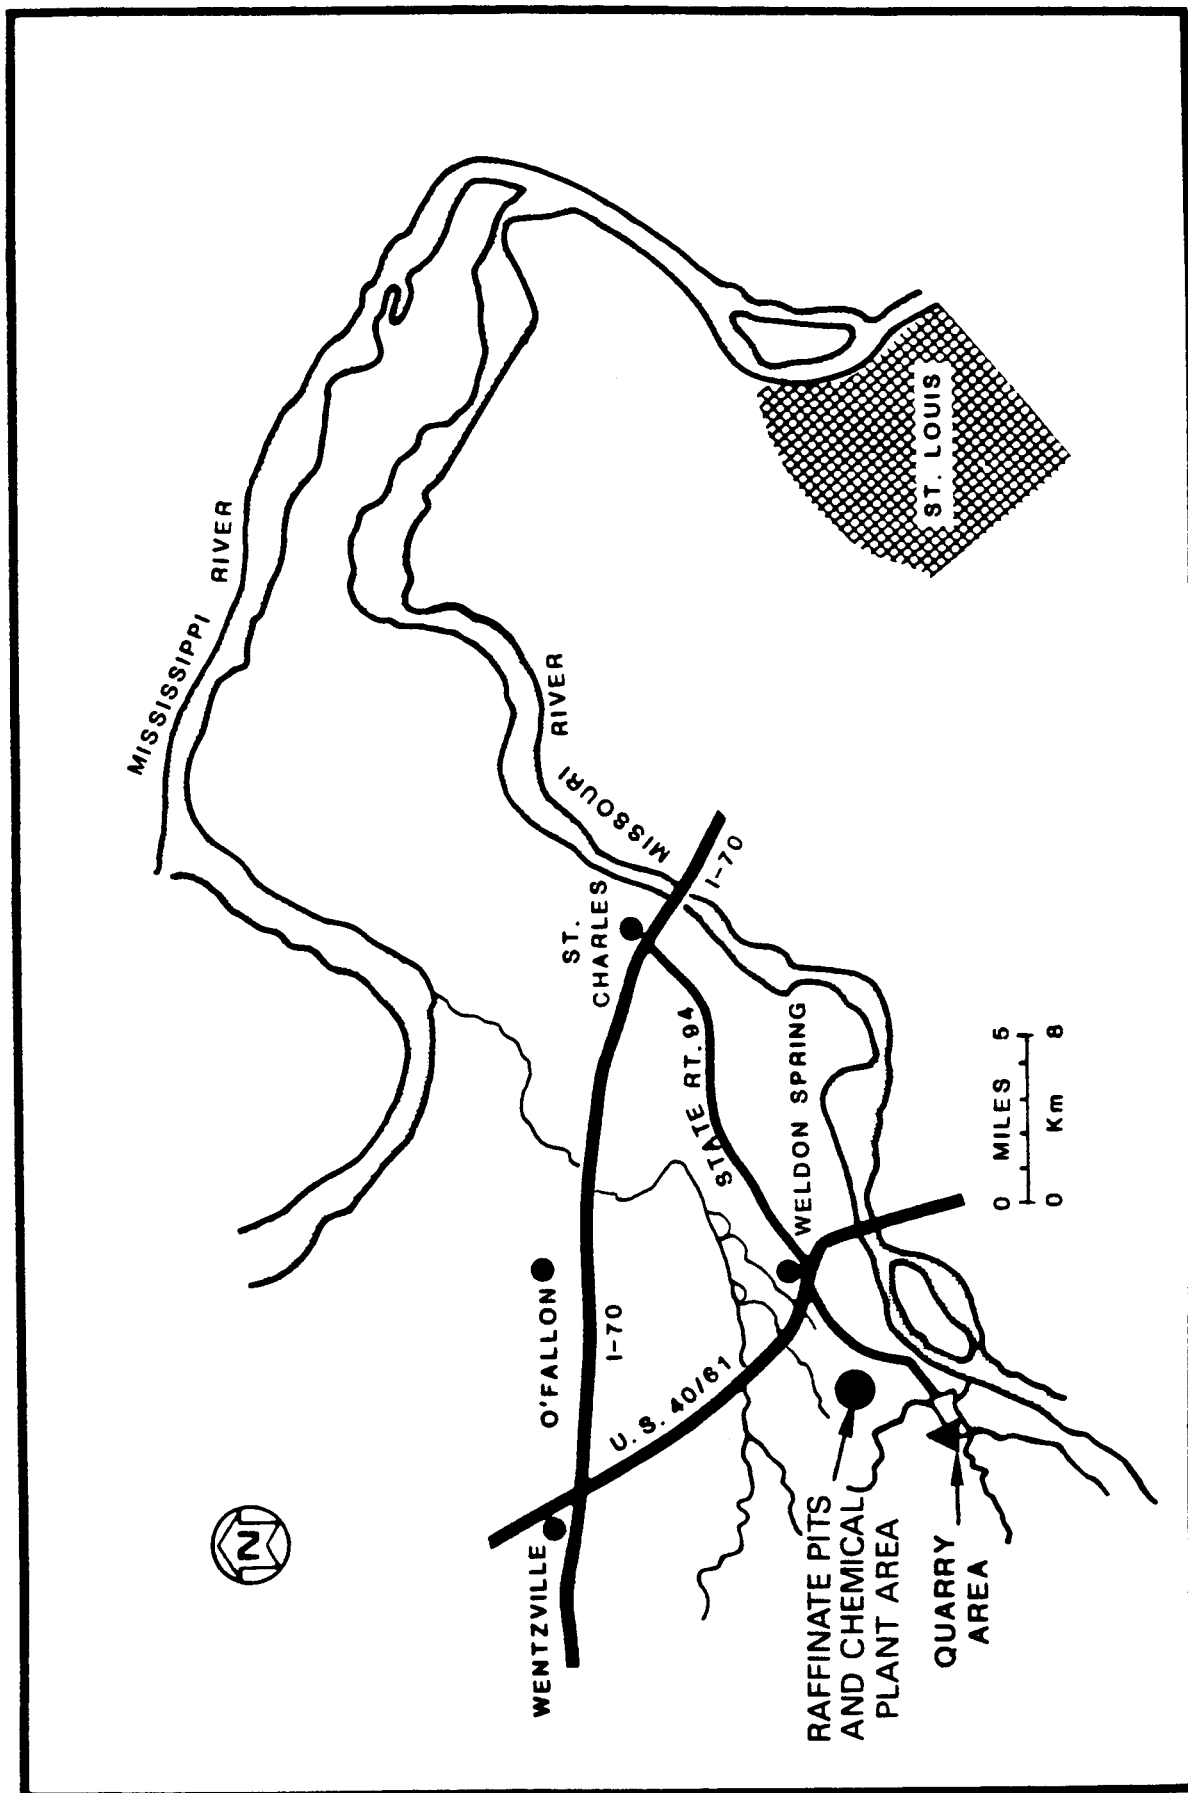 N
MISSISSIPPI RIVER
MISSOURI RIVER
ST. LOUIS
ST.
CHARLES
I-70
STATE RT. 94
WELDON SPRING
O'FALLON
I-70
U.S. 40/61
WENTZVILLE
RAFFINATE PITS
AND CHEMICAL
PLANT AREA
QUARRY
AREA
0 MILES 5
0 Km 8